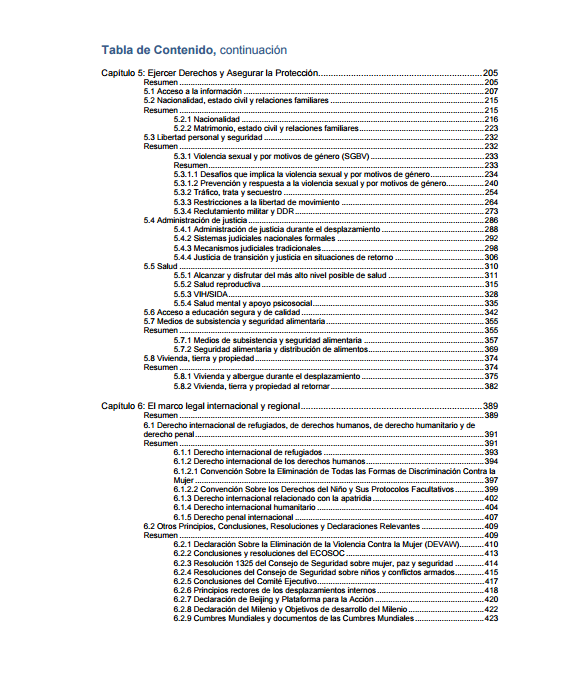 Tabla de Contenido, continuación
Capítulo 5: Ejercer Derechos y Asegurar la Protección.......205
Resumen.......205
5.1 Acceso a la información.......207
5.2 Nacionalidad, estado civil y relaciones familiares.......215
Resumen.......215
5.2.1 Nacionalidad.......216
5.2.2 Matrimonio, estado civil y relaciones familiares.......223
5.3 Libertad personal y seguridad.......232
Resumen.......232
5.3.1 Violencia sexual y por motivos de género (SGBV).......233
Resumen.......233
5.3.1.1 Desafíos que implica la violencia sexual y por motivos de género.......234
5.3.1.2 Prevención y respuesta a la violencia sexual y por motivos de género.......240
5.3.2 Tráfico, trata y secuestro.......254
5.3.3 Restricciones a la libertad de movimiento.......264
5.3.4 Reclutamiento militar y DDR.......273
5.4 Administración de justicia.......286
5.4.1 Administración de justicia durante el desplazamiento.......288
5.4.2 Sistemas judiciales nacionales formales.......292
5.4.3 Mecanismos judiciales tradicionales.......298
5.4.4 Justicia de transición y justicia en situaciones de retorno.......306
5.5 Salud.......310
5.5.1 Alcanzar y disfrutar del más alto nivel posible de salud.......311
5.5.2 Salud reproductiva.......315
5.5.3 VIH/SIDA.......328
5.5.4 Salud mental y apoyo psicosocial.......335
5.6 Acceso a educación segura y de calidad.......342
5.7 Medios de subsistencia y seguridad alimentaria.......355
Resumen.......355
5.7.1 Medios de subsistencia y seguridad alimentaria.......357
5.7.2 Seguridad alimentaria y distribución de alimentos.......369
5.8 Vivienda, tierra y propiedad.......374
Resumen.......374
5.8.1 Vivienda y albergue durante el desplazamiento.......375
5.8.2 Vivienda, tierra y propiedad al retornar.......382
Capítulo 6: El marco legal internacional y regional.......389
Resumen.......389
6.1 Derecho internacional de refugiados, de derechos humanos, de derecho humanitario y de
derecho penal.......391
Resumen.......391
6.1.1 Derecho internacional de refugiados.......393
6.1.2 Derecho internacional de los derechos humanos.......394
6.1.2.1 Convención Sobre la Eliminación de Todas las Formas de Discriminación Contra la
Mujer.......397
6.1.2.2 Convención Sobre los Derechos del Niño y Sus Protocolos Facultativos.......399
6.1.3 Derecho internacional relacionado con la apatridia.......402
6.1.4 Derecho internacional humanitario.......404
6.1.5 Derecho penal internacional.......407
6.2 Otros Principios, Conclusiones, Resoluciones y Declaraciones Relevantes.......409
Resumen.......409
6.2.1 Declaración Sobre la Eliminación de la Violencia Contra la Mujer (DEVAW).......410
6.2.2 Conclusiones y resoluciones del ECOSOC.......413
6.2.3 Resolución 1325 del Consejo de Seguridad sobre mujer, paz y seguridad.......414
6.2.4 Resoluciones del Consejo de Seguridad sobre niños y conflictos armados.......415
6.2.5 Conclusiones del Comité Ejecutivo.......417
6.2.6 Principios rectores de los desplazamientos internos.......418
6.2.7 Declaración de Beijing y Plataforma para la Acción.......420
6.2.8 Declaración del Milenio y Objetivos de desarrollo del Milenio.......422
6.2.9 Cumbres Mundiales y documentos de las Cumbres Mundiales.......423